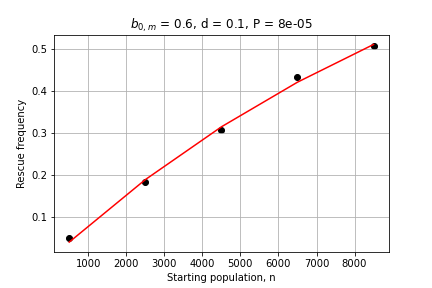 b0, m = 0.6, d = 0.1, P = 8e-05
0.5
0.4
0.3
0.2
0.1
Rescue frequency
1000 2000 3000 4000 5000 6000 7000 8000
Starting population, n